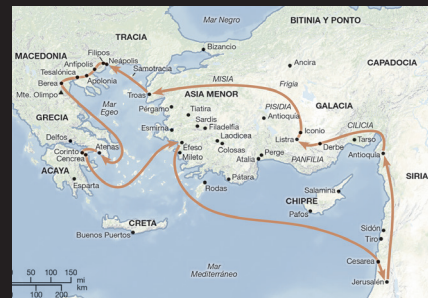 Mar Negro
BITINIA Y PONTO
TRACIA
Bizancio
MACEDONIA
Filipos
Neápolis
Anfípolis
Samotracia
Tesalónica
Apolonia
Berea
Mte. Olimpo
Troas
MISIA
Ancira
CAPADOCIA
Frigia
ASIA MENOR
GALACIA
Mar
Egeo
Pérgamo
Tiatira
Sardis
Filadelfia
Esmirna
Laodicea
Colosas
PISIDIA
Antioquía
Iconio
Listra
Derbe
CILICIA
Tarso
GRECIA
Delfos
Atenas
Corinto
Cencrea
Éfeso
Mileto
Perge
Atalia
PANFILIA
Antioquía
SIRIA
ACAYA
Esparta
Rodas
Pátara
Salamina
CHIPRE
Pafos
CRETA
Buenos Puertos
Sidón
Tiro
Cesarea
Jerusalén
Mar
Mediterráneo
50 100 150
mi
km
100 200